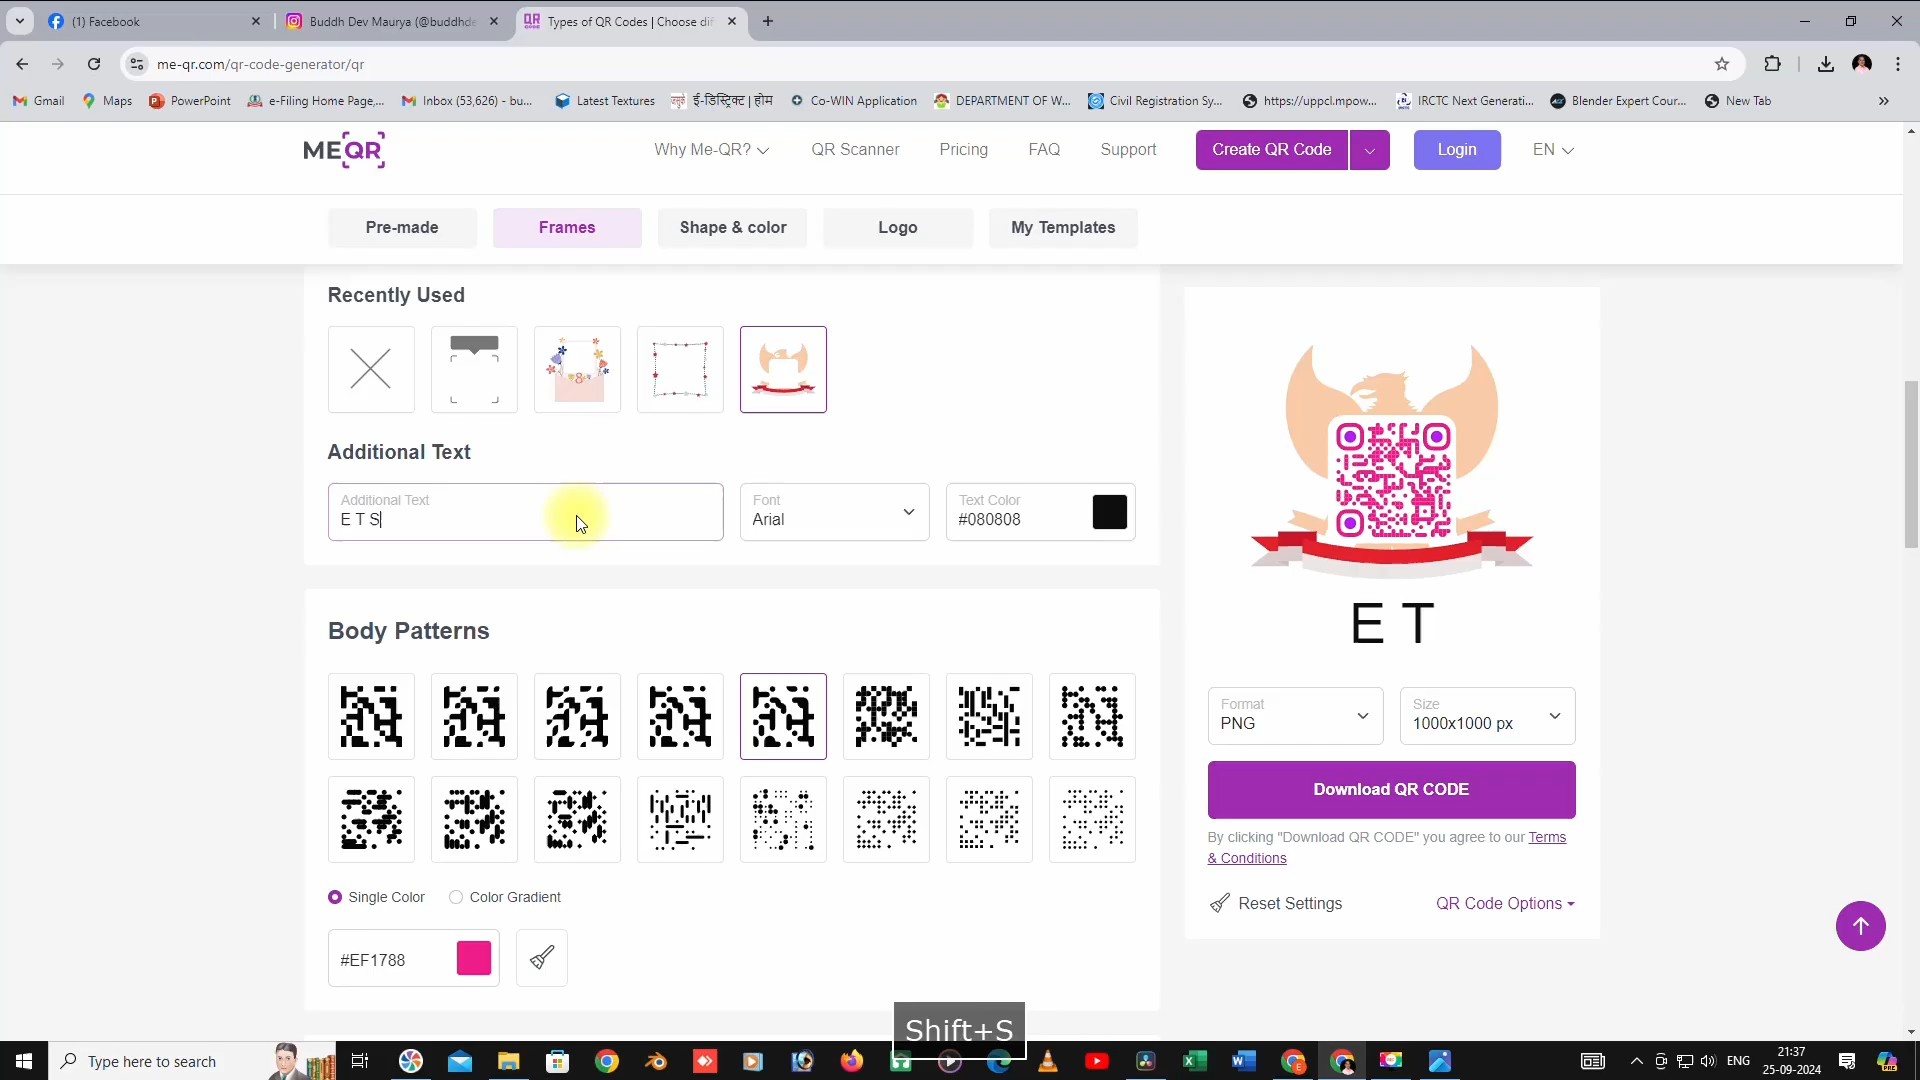 (1) Facebook
Buddh Dev Maurya (@buddhde
Types of QR Codes | Choose dif
me-qr.com/qr-code-generator/qr
Gmail
Maps
PowerPoint
e-Filing Home Page,...
Inbox (53,626) - bu...
Latest Textures
ई-डिस्ट्रिक्ट | होम
Co-WIN Application
DEPARTMENT OF W...
Civil Registration Sy...
https://uppcl.mpow...
IRCTC Next Generati...
Blender Expert Cour...
New Tab
MEQR
Why Me-QR?
QR Scanner
Pricing
FAQ
Support
Create QR Code
Login
EN
Pre-made
Frames
Shape & color
Logo
My Templates
Recently Used
8
Additional Text
Additional Text
E T S
Font
Arial
Text Color
#080808
E T
Body Patterns
Format
PNG
Size
1000x1000 px
Download QR CODE
By clicking "Download QR CODE" you agree to our Terms
& Conditions
Single Color
Color Gradient
Reset Settings
QR Code Options
#EF1788
Shift+S
Type here to search
ENG
21:37
25-09-2024